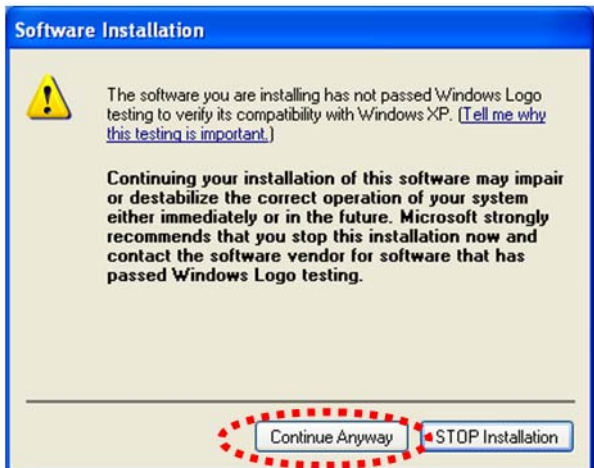 Software Installation
The software you are installing has not passed Windows Logo
testing to verify its compatibility with Windows XP. (Tell me why
this testing is important.)
Continuing your installation of this software may impair
or destabilize the correct operation of your system
either immediately or in the future. Microsoft strongly
recommends that you stop this installation now and
contact the software vendor for software that has
passed Windows Logo testing.
Continue Anyway
STOP Installation